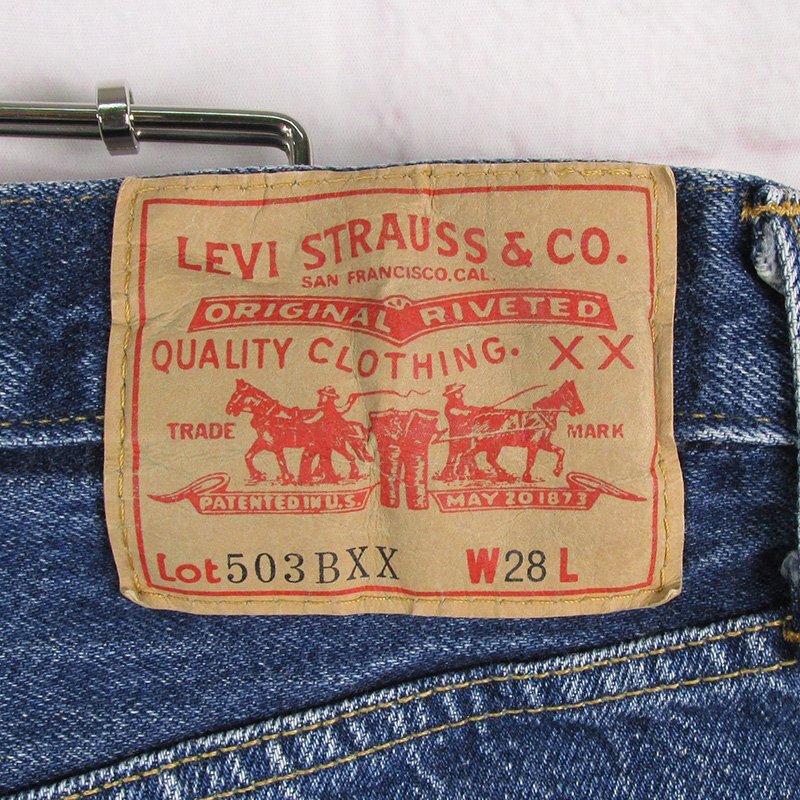 LEVI STRAUSS & CO.
SAN FRANCISCO, CAL.
ORIGINAL RIVETED
QUALITY CLOTHING. XX
TRADE MARK
PATENTED IN U.S. MAY 20 1873
Lot 503BXX W28 L